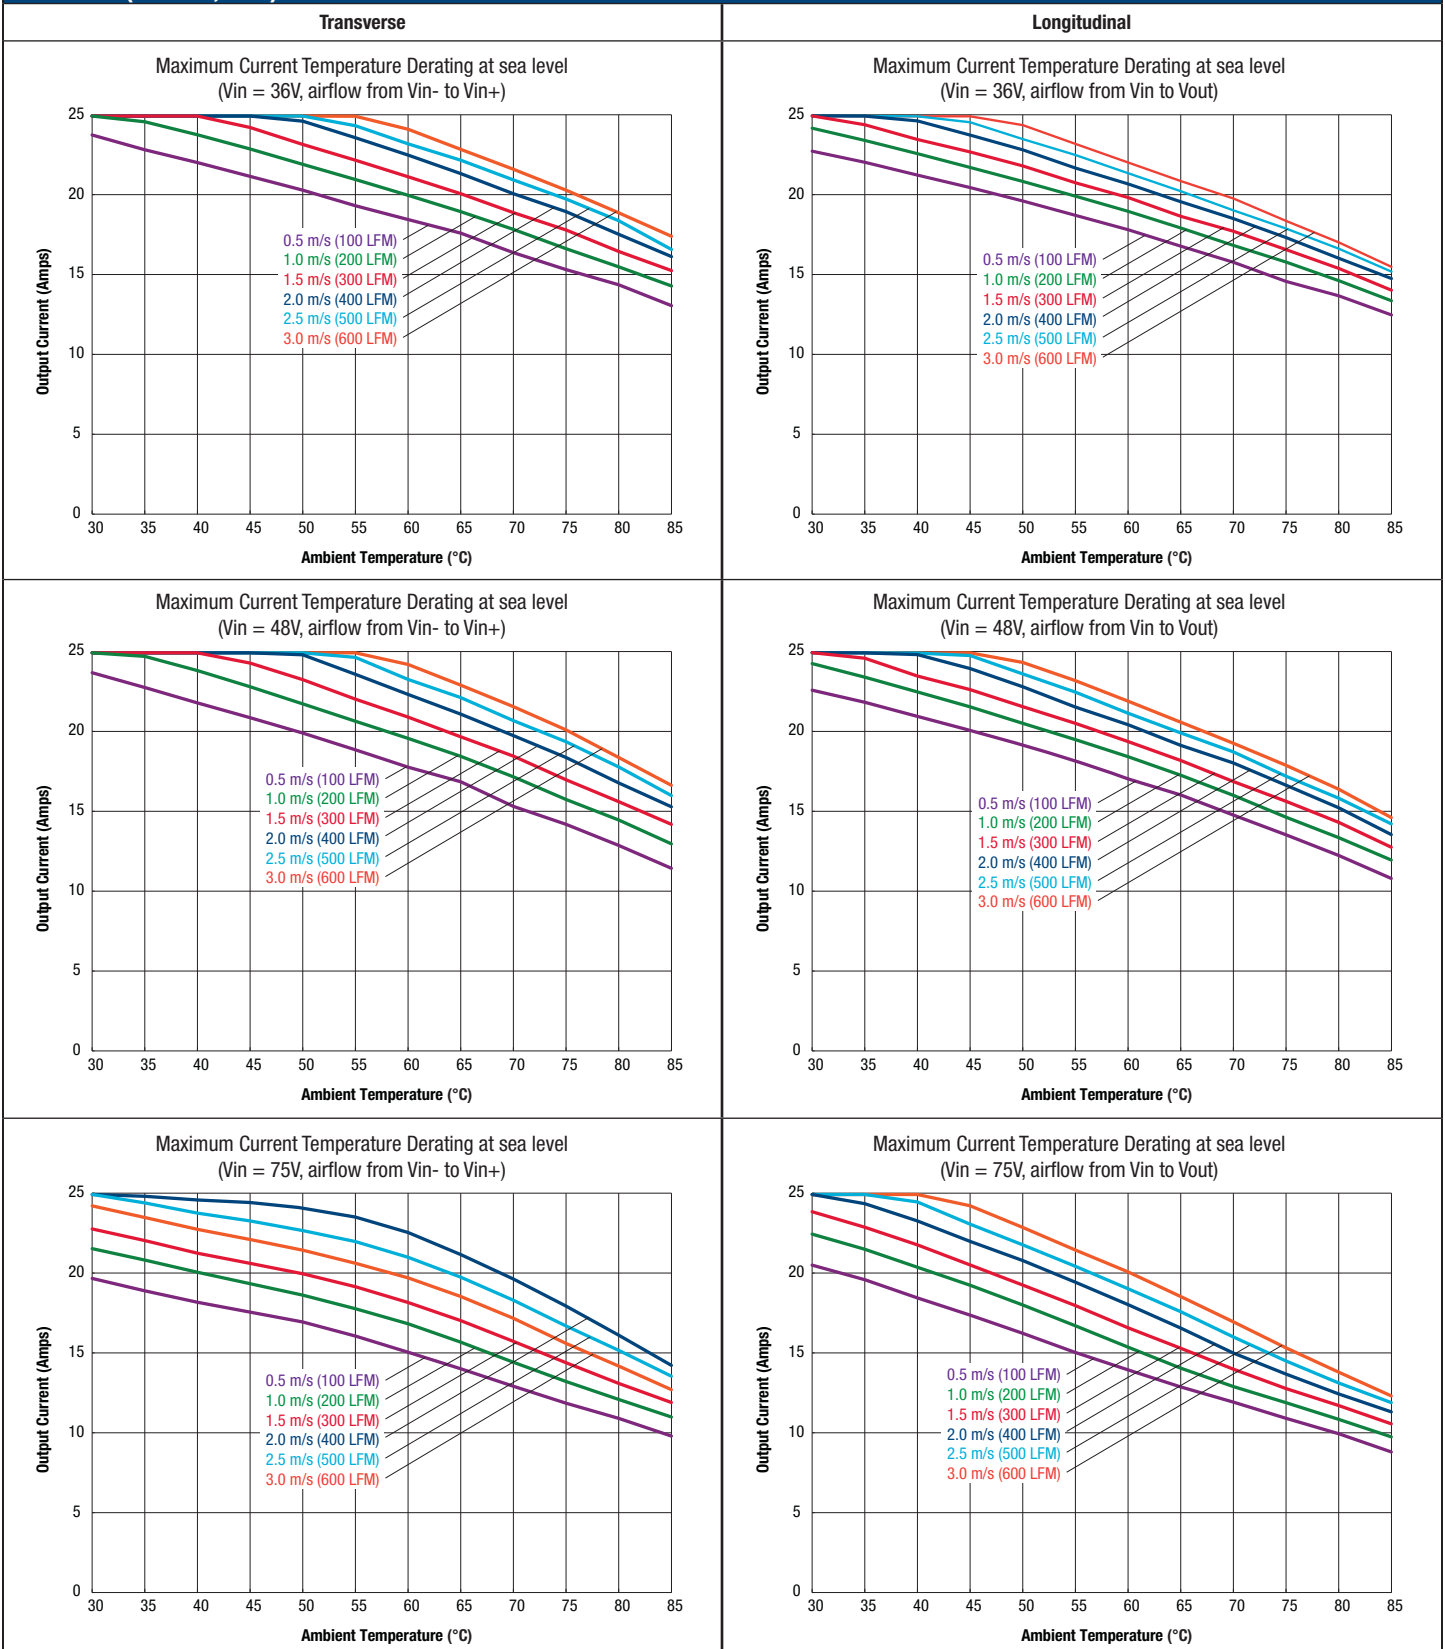 Transverse
Longitudinal
Maximum Current Temperature Derating at sea level
(Vin = 36V, airflow from Vin- to Vin+)
25
20
15
10
5
0
Output Current (Amps)
0.5 m/s (100 LFM)
1.0 m/s (200 LFM)
1.5 m/s (300 LFM)
2.0 m/s (400 LFM)
2.5 m/s (500 LFM)
3.0 m/s (600 LFM)
30 35 40 45 50 55 60 65 70 75 80 85
Ambient Temperature (°C)
Maximum Current Temperature Derating at sea level
(Vin = 36V, airflow from Vin to Vout)
25
20
15
10
5
0
Output Current (Amps)
0.5 m/s (100 LFM)
1.0 m/s (200 LFM)
1.5 m/s (300 LFM)
2.0 m/s (400 LFM)
2.5 m/s (500 LFM)
3.0 m/s (600 LFM)
30 35 40 45 50 55 60 65 70 75 80 85
Ambient Temperature (°C)
Maximum Current Temperature Derating at sea level
(Vin = 48V, airflow from Vin- to Vin+)
25
20
15
10
5
0
Output Current (Amps)
0.5 m/s (100 LFM)
1.0 m/s (200 LFM)
1.5 m/s (300 LFM)
2.0 m/s (400 LFM)
2.5 m/s (500 LFM)
3.0 m/s (600 LFM)
30 35 40 45 50 55 60 65 70 75 80 85
Ambient Temperature (°C)
Maximum Current Temperature Derating at sea level
(Vin = 48V, airflow from Vin to Vout)
25
20
15
10
5
0
Output Current (Amps)
0.5 m/s (100 LFM)
1.0 m/s (200 LFM)
1.5 m/s (300 LFM)
2.0 m/s (400 LFM)
2.5 m/s (500 LFM)
3.0 m/s (600 LFM)
30 35 40 45 50 55 60 65 70 75 80 85
Ambient Temperature (°C)
Maximum Current Temperature Derating at sea level
(Vin = 75V, airflow from Vin- to Vin+)
25
20
15
10
5
0
Output Current (Amps)
0.5 m/s (100 LFM)
1.0 m/s (200 LFM)
1.5 m/s (300 LFM)
2.0 m/s (400 LFM)
2.5 m/s (500 LFM)
3.0 m/s (600 LFM)
30 35 40 45 50 55 60 65 70 75 80 85
Ambient Temperature (°C)
Maximum Current Temperature Derating at sea level
(Vin = 75V, airflow from Vin to Vout)
25
20
15
10
5
0
Output Current (Amps)
0.5 m/s (100 LFM)
1.0 m/s (200 LFM)
1.5 m/s (300 LFM)
2.0 m/s (400 LFM)
2.5 m/s (500 LFM)
3.0 m/s (600 LFM)
30 35 40 45 50 55 60 65 70 75 80 85
Ambient Temperature (°C)